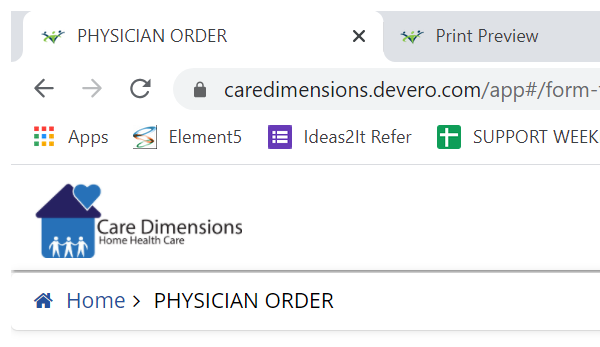 PHYSICIAN ORDER
Print Preview
caredimensions.devero.com/app#/form-
Apps
Element5
Ideas2It Refer
SUPPORT WEEK
Care Dimensions
Home Health Care
Home > PHYSICIAN ORDER